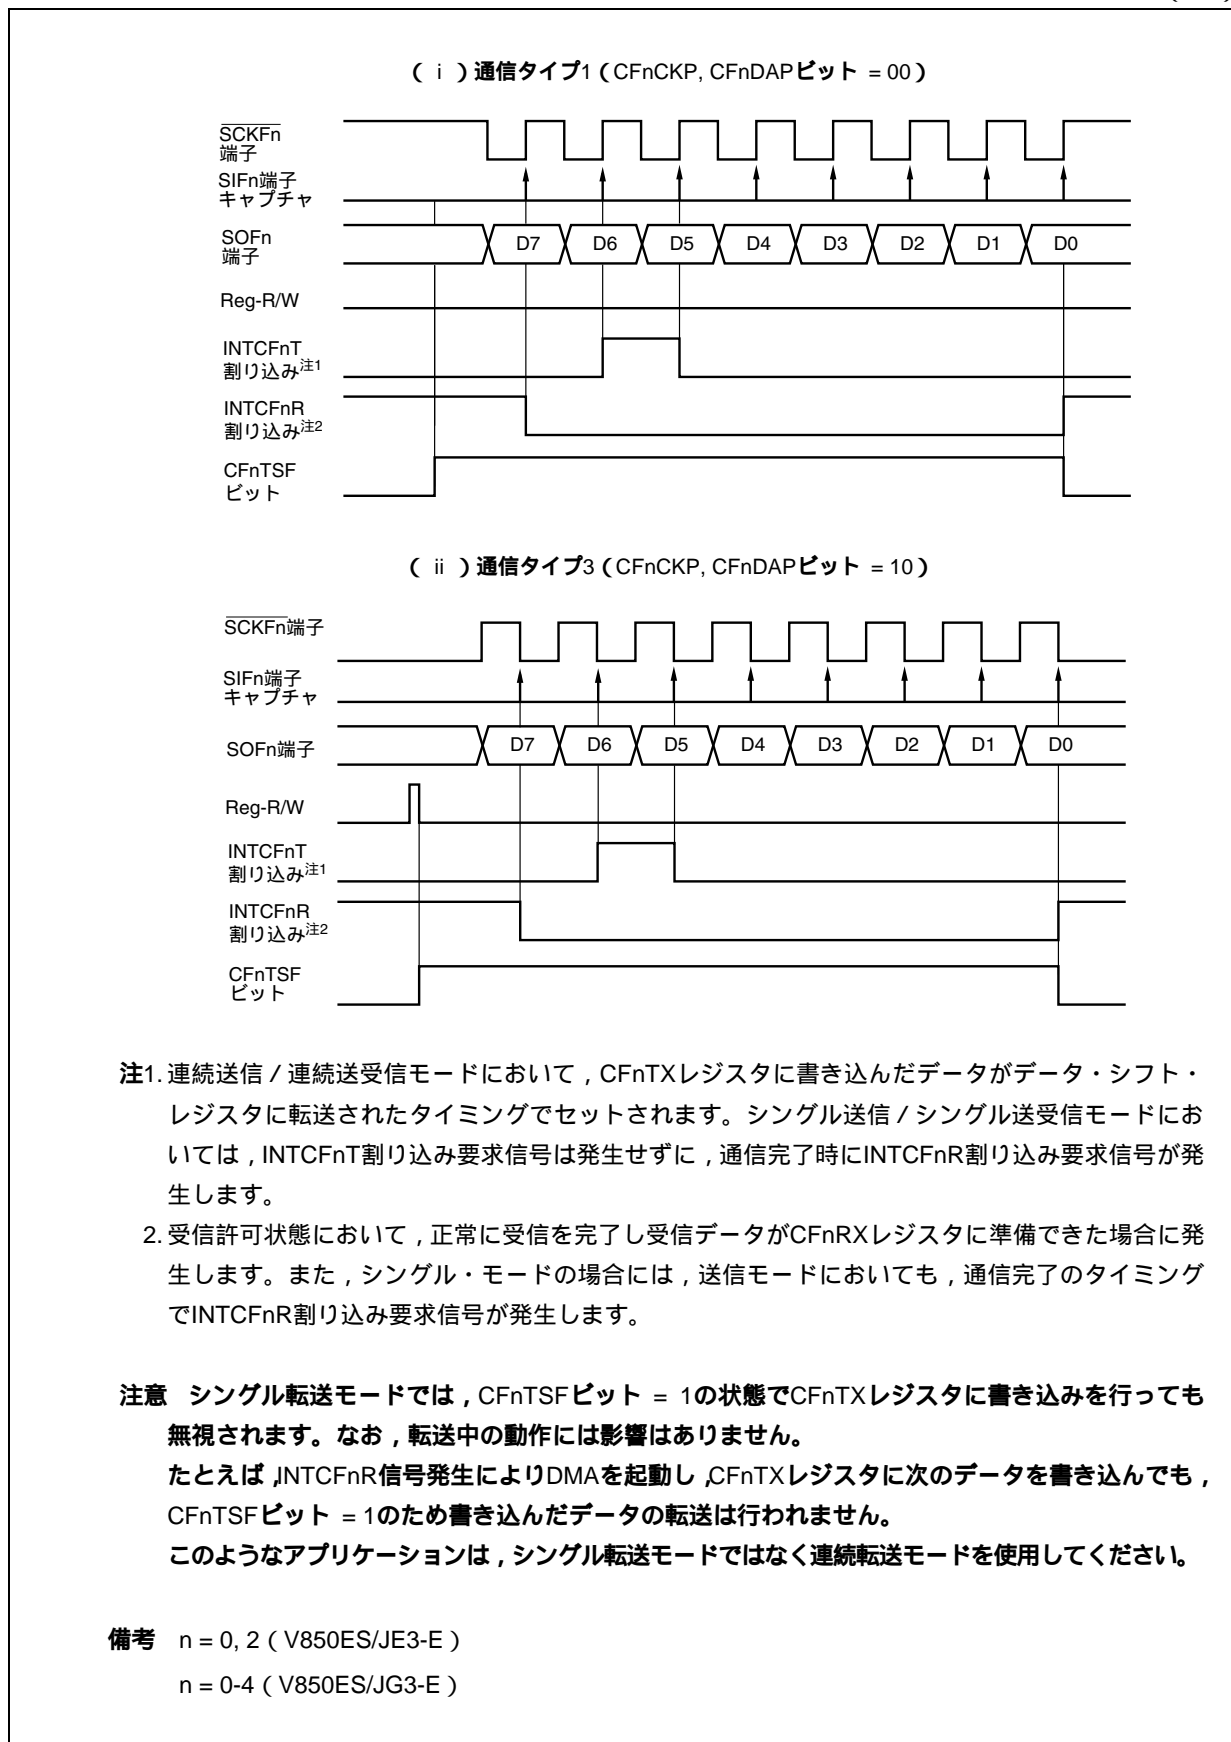 ( i )通信タイプ1(CFnCKP, CFnDAPビット = 00)
SCKFn
端子
SIFn端子
キャプチャ
SOFn
端子
D7 D6 D5 D4 D3 D2 D1 D0
Reg-R/W
INTCFnT
割り込み注1
INTCFnR
割り込み注2
CFnTSF
ビット
( ii )通信タイプ3(CFnCKP, CFnDAPビット = 10)
SCKFn端子
SIFn端子
キャプチャ
SOFn端子
D7 D6 D5 D4 D3 D2 D1 D0
Reg-R/W
INTCFnT
割り込み注1
INTCFnR
割り込み注2
CFnTSF
ビット
注1. 連続送信/連続送受信モードにおいて,CFnTXレジスタに書き込んだデータがデータ・シフト・
レジスタに転送されたタイミングでセットされます。シングル送信/シングル送受信モードにお
いては,INTCFnT割り込み要求信号は発生せずに,通信完了時にINTCFnR割り込み要求信号が発
生します。
2. 受信許可状態において,正常に受信を完了し受信データがCFnRXレジスタに準備できた場合に発
生します。また,シングル・モードの場合には,送信モードにおいても,通信完了のタイミング
でINTCFnR割り込み要求信号が発生します。
注意 シングル転送モードでは,CFnTSFビット = 1の状態でCFnTXレジスタに書き込みを行っても
無視されます。なお,転送中の動作には影響はありません。
たとえば,INTCFnR信号発生によりDMAを起動し,CFnTXレジスタに次のデータを書き込んでも,
CFnTSFビット = 1のため書き込んだデータの転送は行われません。
このようなアプリケーションは,シングル転送モードではなく連続転送モードを使用してください。
備考 n = 0, 2(V850ES/JE3-E)
n = 0-4(V850ES/JG3-E)